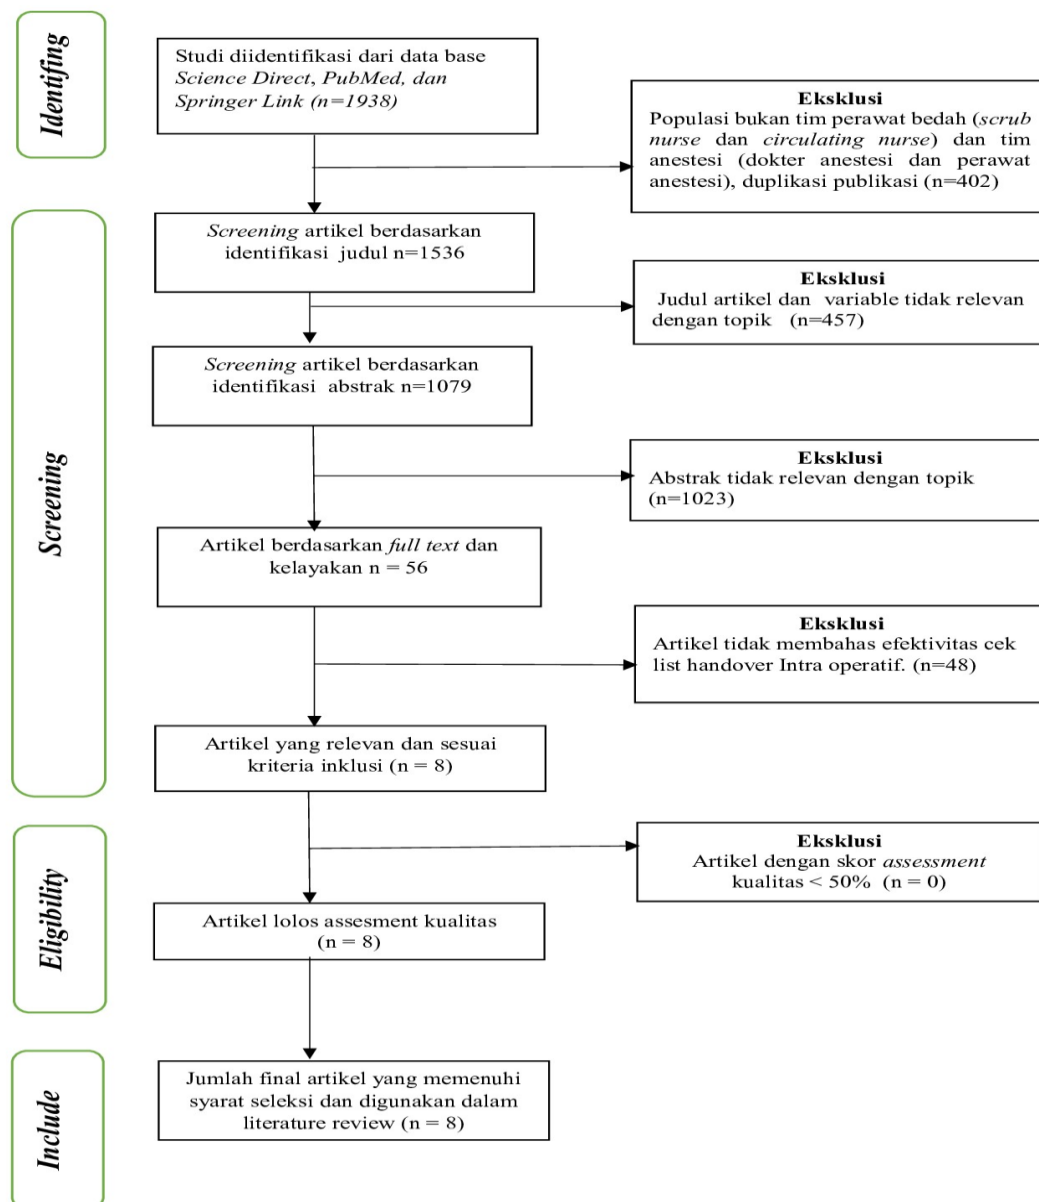 Identifing
Studi diidentifikasi dari data base
Science Direct, PubMed, dan
Springer Link (n=1938)
Eksklusi
Populasi bukan tim perawat bedah (scrub
nurse dan circulating nurse) dan tim
anestesi (dokter anestesi dan perawat
anestesi), duplikasi publikasi (n=402)
Screening
Screening artikel berdasarkan
identifikasi judul n=1536
Eksklusi
Judul artikel dan variable tidak relevan
dengan topik (n=457)
Screening artikel berdasarkan
identifikasi abstrak n=1079
Eksklusi
Abstrak tidak relevan dengan topik
(n=1023)
Artikel berdasarkan full text dan
kelayakan n = 56
Eksklusi
Artikel tidak membahas efektivitas cek
list handover Intra operatif. (n=48)
Artikel yang relevan dan sesuai
kriteria inklusi (n = 8)
Eligibility
Eksklusi
Artikel dengan skor assessment
kualitas < 50% (n = 0)
Artikel lolos assesment kualitas
(n = 8)
Include
Jumlah final artikel yang memenuhi
syarat seleksi dan digunakan dalam
literature review (n = 8)